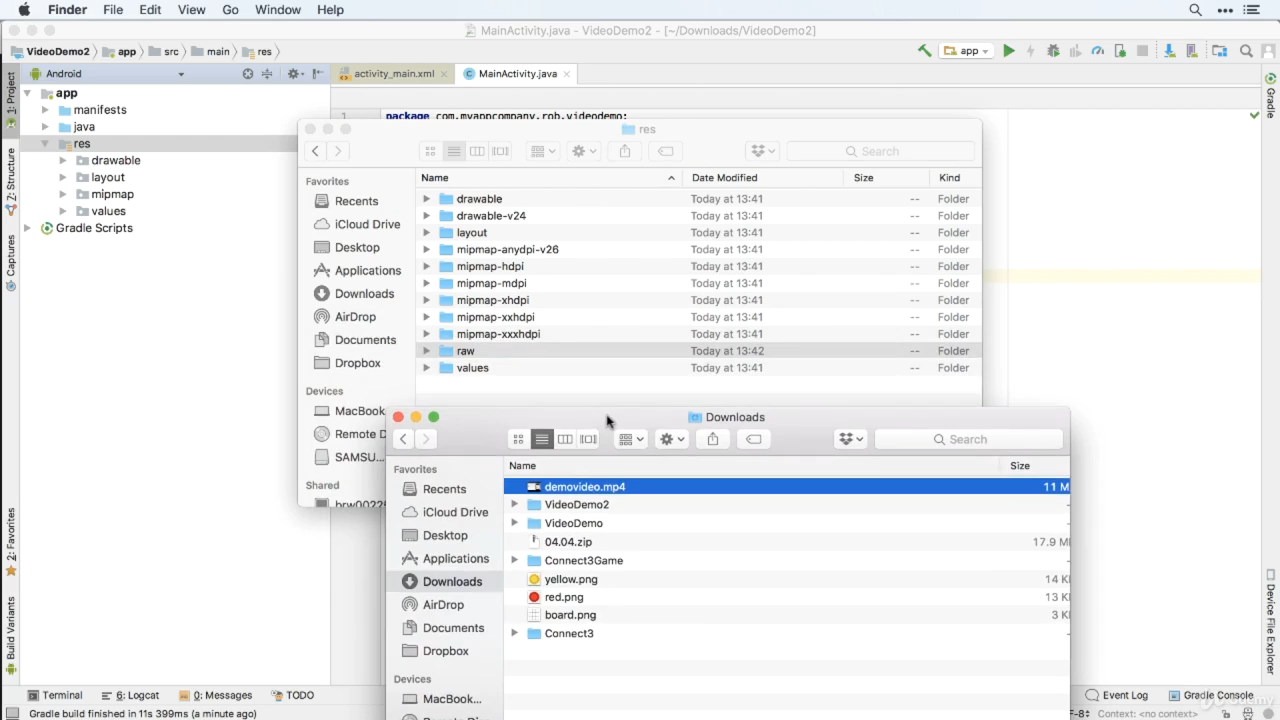 Finder File Edit View Go Window Help
MainActivity.java - VideoDemo2 - [~/Downloads/VideoDemo2]
VideoDemo2 app src main res
app
Android
activity_main.xml
MainActivity.java
1: Project
Z: Structure
Captures
2: Favorites
Build Variants
Gradle
Device File Explorer
app
manifests
java
res
drawable
layout
mipmap
values
Gradle Scripts
1 package com.myappcompany.rob.videodemo;
res
Search
Favorites
Recents
iCloud Drive
Desktop
Applications
Downloads
AirDrop
Documents
Dropbox
Devices
MacBook
Remote D
SAMSU...
Shared
brw0022
Name Date Modified Size Kind
drawable Today at 13:41 -- Folder
drawable-v24 Today at 13:41 -- Folder
layout Today at 13:41 -- Folder
mipmap-anydpi-v26 Today at 13:41 -- Folder
mipmap-hdpi Today at 13:41 -- Folder
mipmap-mdpi Today at 13:41 -- Folder
mipmap-xhdpi Today at 13:41 -- Folder
mipmap-xxhdpi Today at 13:41 -- Folder
mipmap-xxxhdpi Today at 13:41 -- Folder
raw Today at 13:42 -- Folder
values Today at 13:41 -- Folder
Downloads
Search
Favorites
Recents
iCloud Drive
Desktop
Applications
Downloads
AirDrop
Documents
Dropbox
Devices
MacBook...
Name Size
demovideo.mp4 11 M
VideoDemo2 -
VideoDemo -
04.04.zip 17.9 M
Connect3Game -
yellow.png 14 K
red.png 13 K
board.png 3 K
Connect3 -
Terminal 6: Logcat 0: Messages TODO
Event Log Gradle Console
Gradle build finished in 11s 399ms (a minute ago)
F-8 Context: <no context>